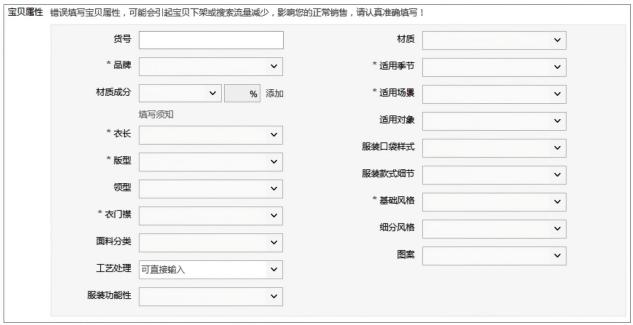 宝贝属性 错误填写宝贝属性，可能会引起宝贝下架或搜索流量减少，影响您的正常销售，请认真准确填写！
货号
* 品牌
材质成分 % 添加
填写须知
* 衣长
* 版型
领型
* 衣门襟
面料分类
工艺处理 可直接输入
服装功能性
材质
* 适用季节
* 适用场景
适用对象
服装口袋样式
服装款式细节
* 基础风格
细分风格
图案